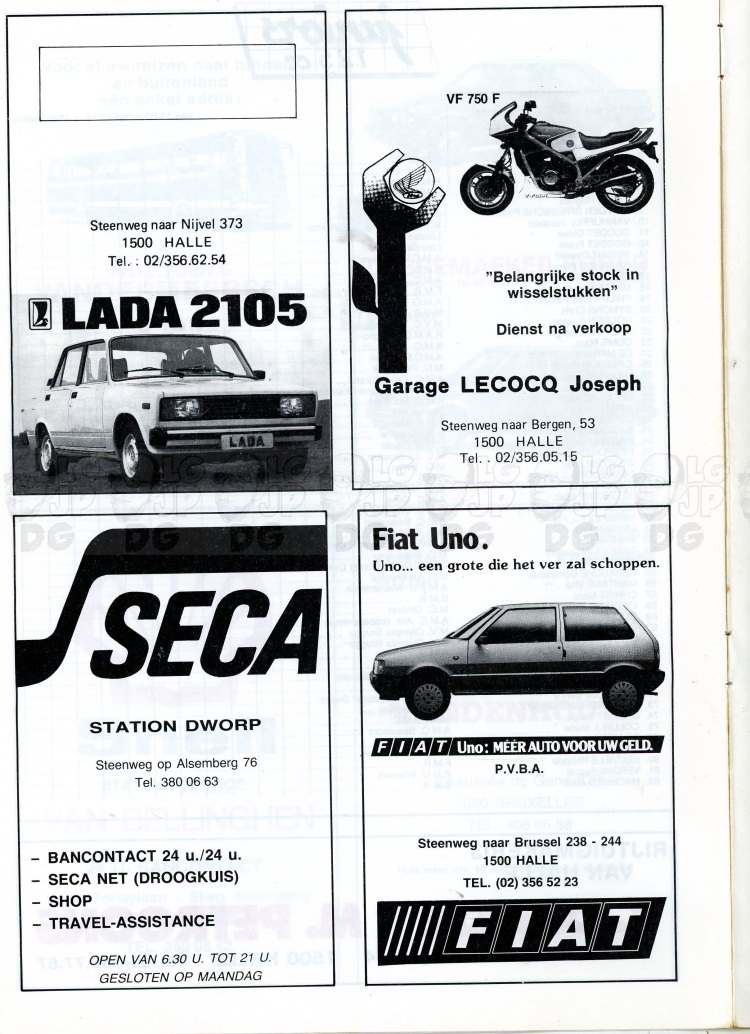 Steenweg naar Nijvel 373
1500 HALLE
Tel. : 02/356.62.54
LADA 2105
LADA
VF 750 F
"Belangrijke stock in
wisselstukken"
Dienst na verkoop
Garage LECOCQ Joseph
Steenweg naar Bergen, 53
1500 HALLE
Tel. . 02/356.05.15
SECA
STATION DWORP
Steenweg op Alsemberg 76
Tel. 380 06 63
– BANCONTACT 24 u./24 u.
– SECA NET (DROOGKUIS)
– SHOP
– TRAVEL-ASSISTANCE
OPEN VAN 6.30 U. TOT 21 U.
GESLOTEN OP MAANDAG
Fiat Uno.
Uno... een grote die het ver zal schoppen.
FIAT Uno: MÉÉR AUTO VOOR UW GELD.
P.V.B.A.
Steenweg naar Brussel 238 - 244
1500 HALLE
TEL. (02) 356 52 23
FIAT
LG JP DG